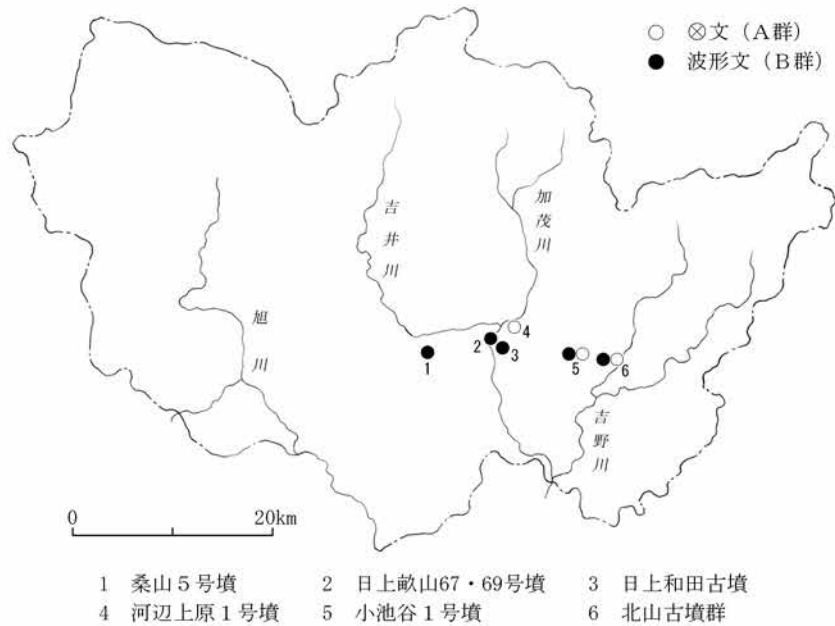 ○ ⊗文（A群）
● 波形文（B群）
吉井川
加茂川
旭川
吉野川
1
2
3
4
5
6
0 20km
1 桑山５号墳 2 日上畝山67・69号墳 3 日上和田古墳
4 河辺上原１号墳 5 小池谷１号墳 6 北山古墳群